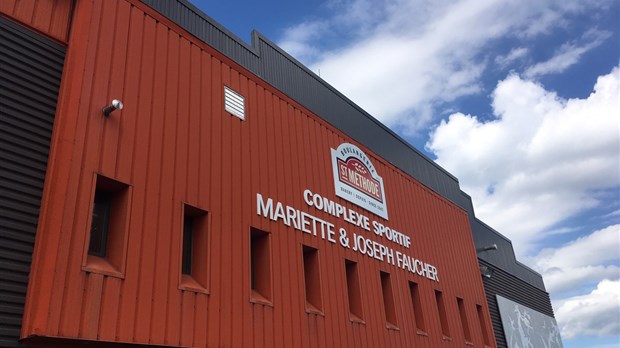 BOULANGERIE
ST-MÉTHODE
COMPLEXE SPORTIF
MARIETTE & JOSEPH FAUCHER